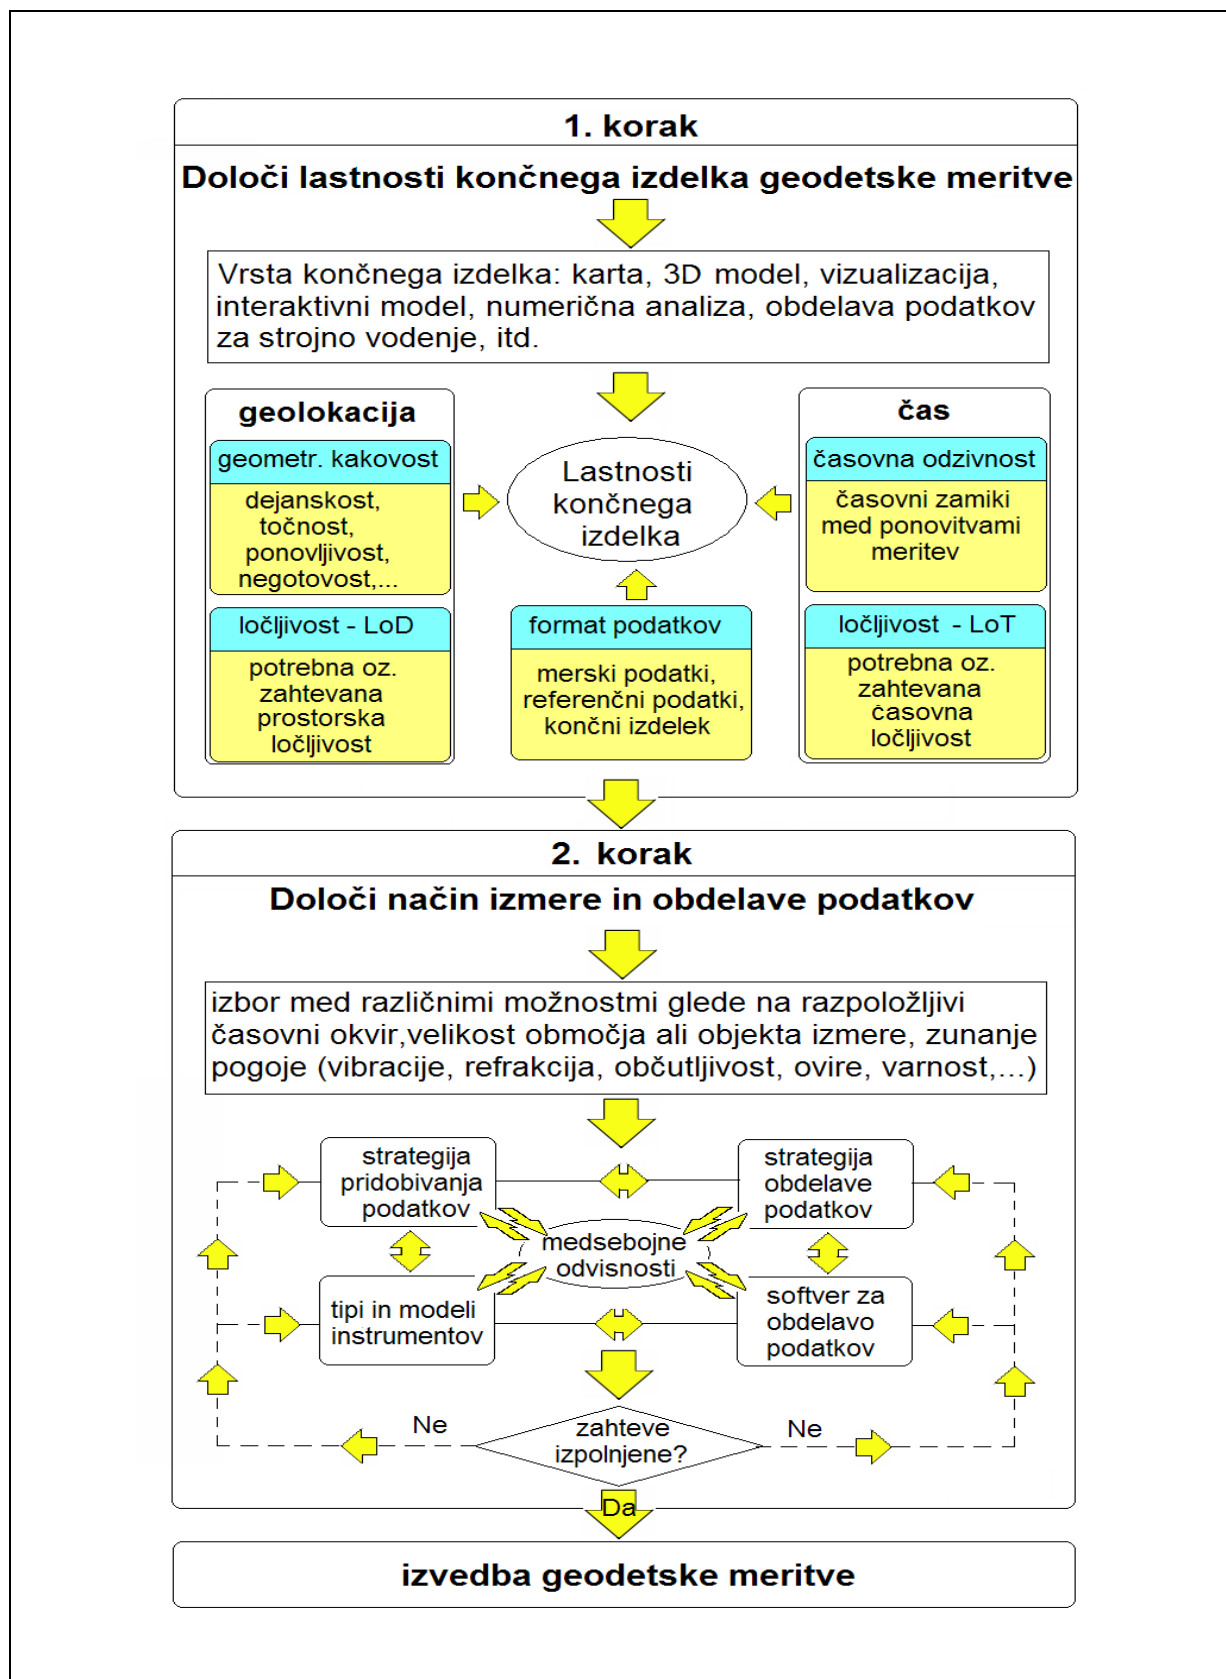 1. korak
Določi lastnosti končnega izdelka geodetske meritve
Vrsta končnega izdelka: karta, 3D model, vizualizacija,
interaktivni model, numerična analiza, obdelava podatkov
za strojno vodenje, itd.
geolokacija
geometr. kakovost
dejanskost,
točnost,
ponovljivost,
negotovost,...
ločljivost - LoD
potrebna oz.
zahtevana
prostorska
ločljivost
Lastnosti
končnega
izdelka
format podatkov
merski podatki,
referenčni podatki,
končni izdelek
čas
časovna odzivnost
časovni zamiki
med ponovitvami
meritev
ločljivost - LoT
potrebna oz.
zahtevana
časovna
ločljivost
2. korak
Določi način izmere in obdelave podatkov
izbor med različnimi možnostmi glede na razpoložljivi
časovni okvir,velikost območja ali objekta izmere, zunanje
pogoje (vibracije, refrakcija, občutljivost, ovire, varnost,...)
strategija
pridobivanja
podatkov
strategija
obdelave
podatkov
medsebojne
odvisnosti
tipi in modeli
instrumentov
softver za
obdelavo
podatkov
Ne
zahteve
izpolnjene?
Ne
Da
izvedba geodetske meritve